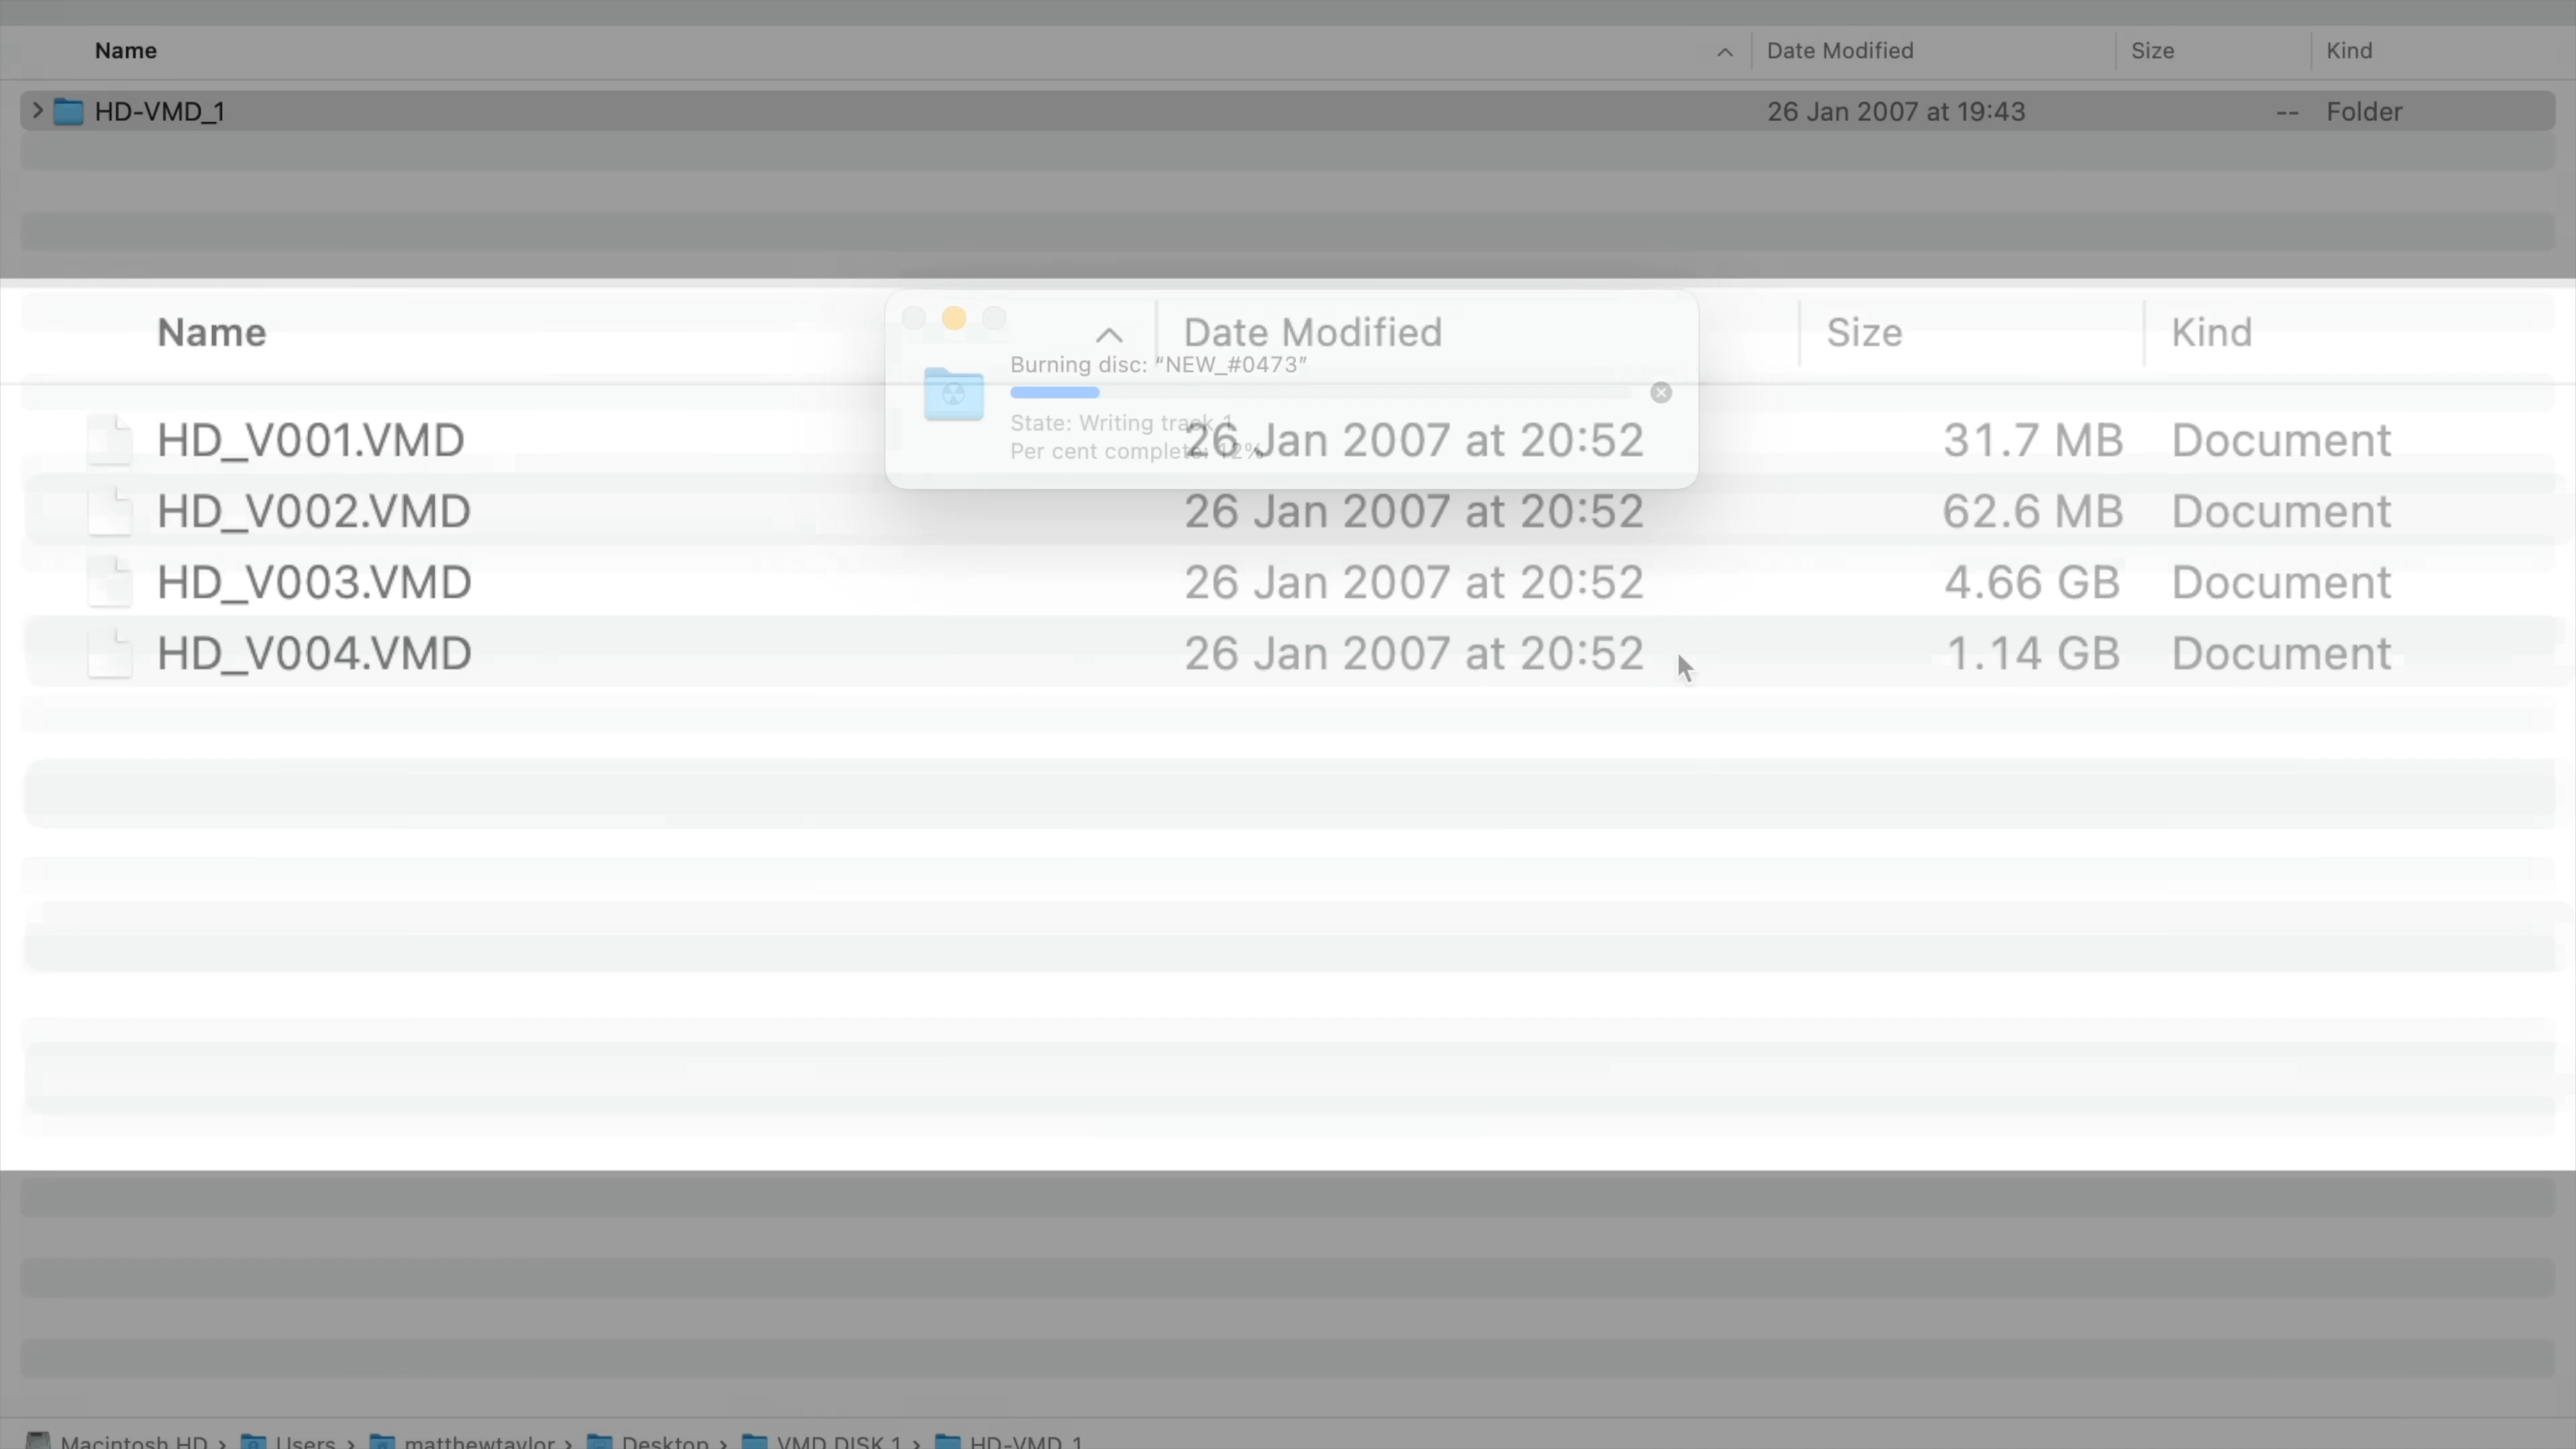 Name Date Modified Size Kind
HD-VMD_1 26 Jan 2007 at 19:43 -- Folder
Name Date Modified Size Kind
Burning disc: “NEW_#0473”
State: Writing track 1
Per cent complete: 12%
HD_V001.VMD 26 Jan 2007 at 20:52 31.7 MB Document
HD_V002.VMD 26 Jan 2007 at 20:52 62.6 MB Document
HD_V003.VMD 26 Jan 2007 at 20:52 4.66 GB Document
HD_V004.VMD 26 Jan 2007 at 20:52 1.14 GB Document
Macintosh HD › Users › matthewtaylor › Desktop › VMD DISK 1 › HD-VMD_1